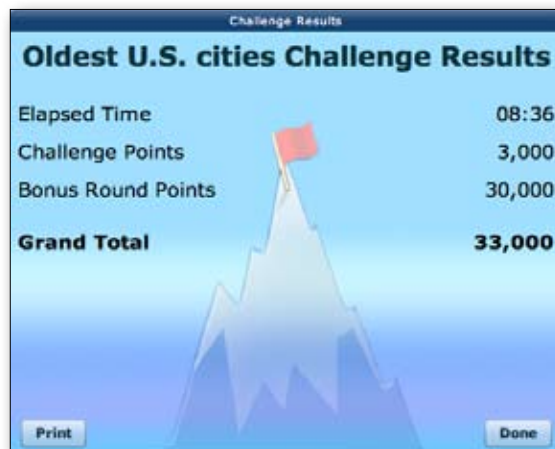 Challenge Results
Oldest U.S. cities Challenge Results
Elapsed Time 08:36
Challenge Points 3,000
Bonus Round Points 30,000
Grand Total 33,000
Print Done